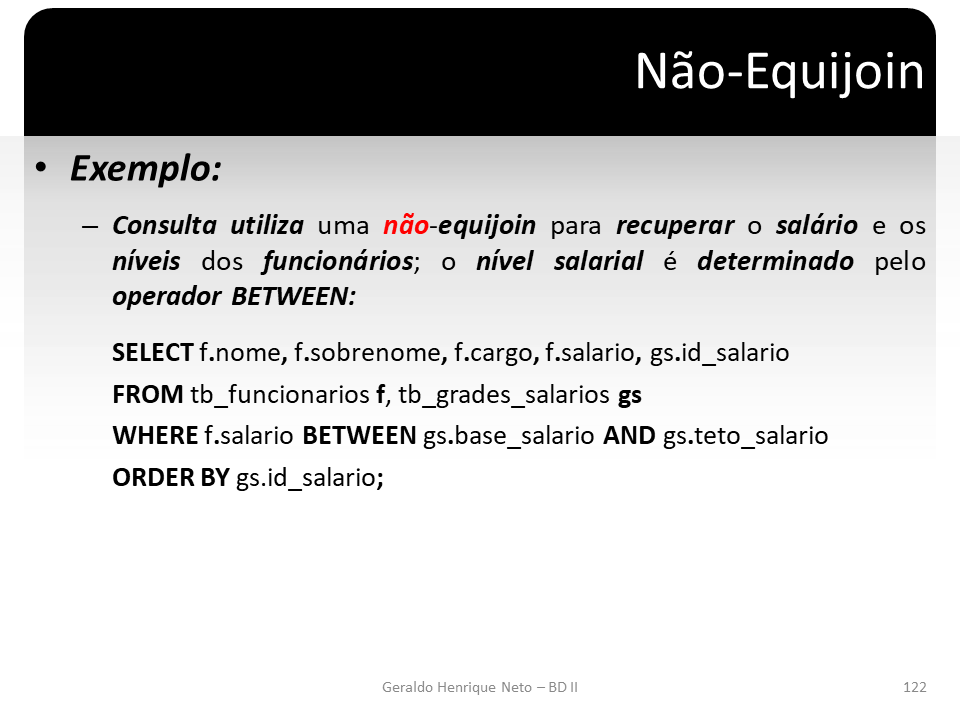 Não-Equijoin
• Exemplo:
– Consulta utiliza uma não-equijoin para recuperar o salário e os
níveis dos funcionários; o nível salarial é determinado pelo
operador BETWEEN:
SELECT f.nome, f.sobrenome, f.cargo, f.salario, gs.id_salario
FROM tb_funcionarios f, tb_grades_salarios gs
WHERE f.salario BETWEEN gs.base_salario AND gs.teto_salario
ORDER BY gs.id_salario;
Geraldo Henrique Neto – BD II
122